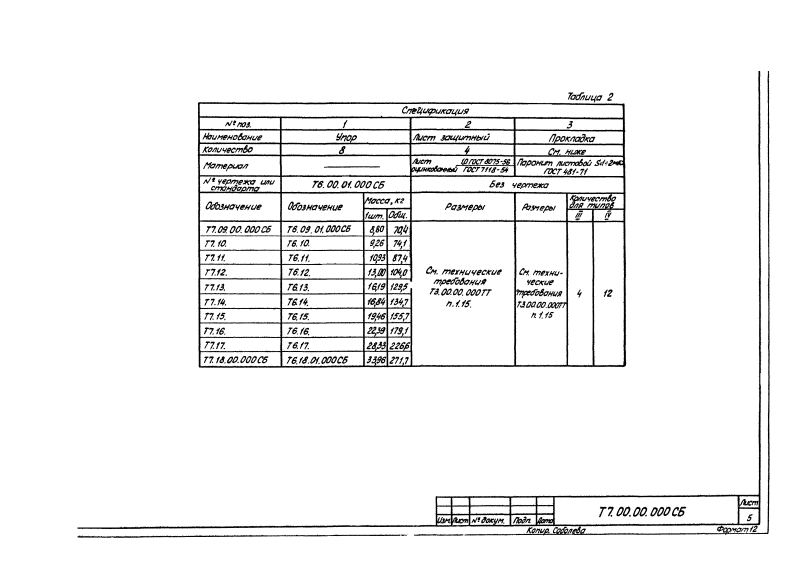 Таблица 2
Спецификация
№ поз. 1 2 3
Наименование Упор Лист защитный Прокладка
Количество 8 4 См. ниже
Материал Лист оцинкованный 1,0 ГОСТ 8075-56 ГОСТ 7118-54 Паронит листовой S=1÷2мм ГОСТ 481-71
№ чертежа или стандарта Т6.00.01.000 СБ Без чертежа
Обозначение Обозначение Масса, кг Размеры Размеры Количество для типов
1шт. Общ. III IV
Т7.09.00.000 СБ Т6.09.01.000 СБ 8,80 70,4
Т7.10. Т6.10. 9,26 74,1
Т7.11. Т6.11. 10,93 87,4
Т7.12. Т6.12. 13,00 104,0
Т7.13. Т6.13. 16,19 129,5
Т7.14. Т6.14. 16,84 134,7
Т7.15. Т6.15. 19,46 155,7
Т7.16. Т6.16. 22,39 179,1
Т7.17. Т6.17. 28,33 226,6
Т7.18.00.000 СБ Т6.18.01.000 СБ 33,96 271,7
См. технические
требования
Т3.00.00.000ТТ
п.1.15.
См. техни-
ческие
требования
Т3.00.00.000ТТ
п.1.15
4 12
Изм. Лист № докум. Подп. Дата
Т7.00.00.000 СБ
Лист
5
Копир. Соболева Формат 12